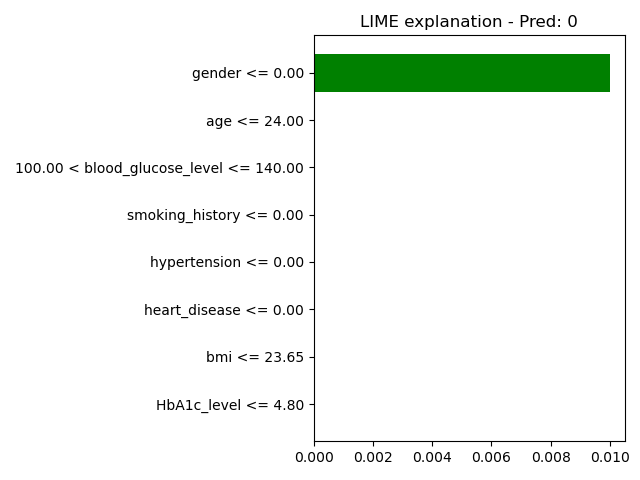 LIME explanation - Pred: 0
gender <= 0.00
age <= 24.00
100.00 < blood_glucose_level <= 140.00
smoking_history <= 0.00
hypertension <= 0.00
heart_disease <= 0.00
bmi <= 23.65
HbA1c_level <= 4.80
0.000 0.002 0.004 0.006 0.008 0.010